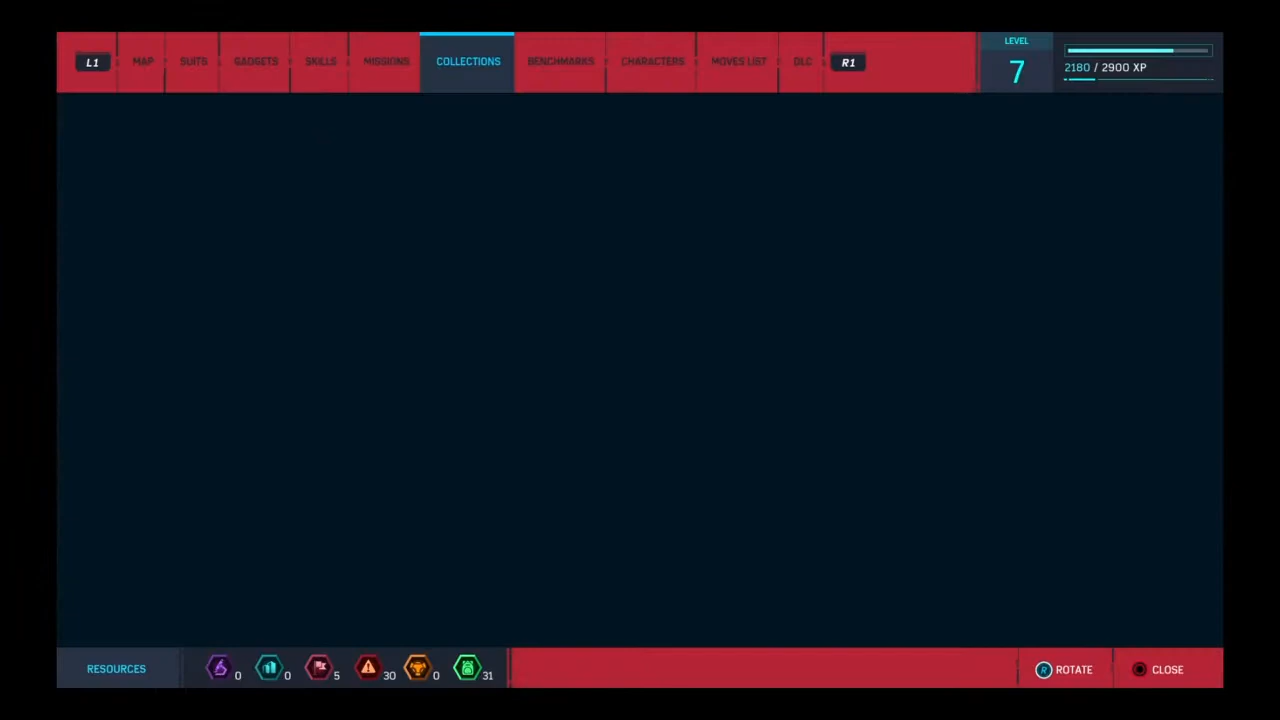 L1 MAP SUITS GADGETS SKILLS MISSIONS COLLECTIONS BENCHMARKS CHARACTERS MOVES LIST DLC R1
LEVEL
7
2180 / 2900 XP
RESOURCES 0 0 5 30 0 31
R ROTATE CLOSE